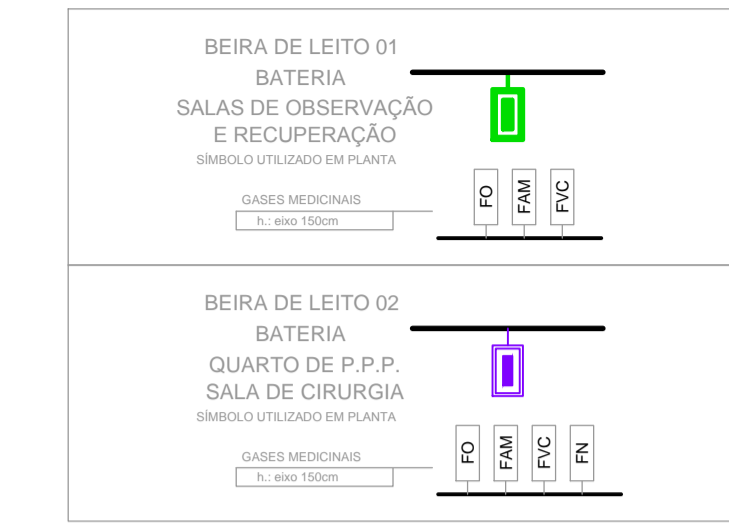 BEIRA DE LEITO 01
BATERIA
SALAS DE OBSERVAÇÃO
E RECUPERAÇÃO
SÍMBOLO UTILIZADO EM PLANTA
GASES MEDICINAIS
h.: eixo 150cm
FO
FAM
FVC
BEIRA DE LEITO 02
BATERIA
QUARTO DE P.P.P.
SALA DE CIRURGIA
SÍMBOLO UTILIZADO EM PLANTA
GASES MEDICINAIS
h.: eixo 150cm
FO
FAM
FVC
FN